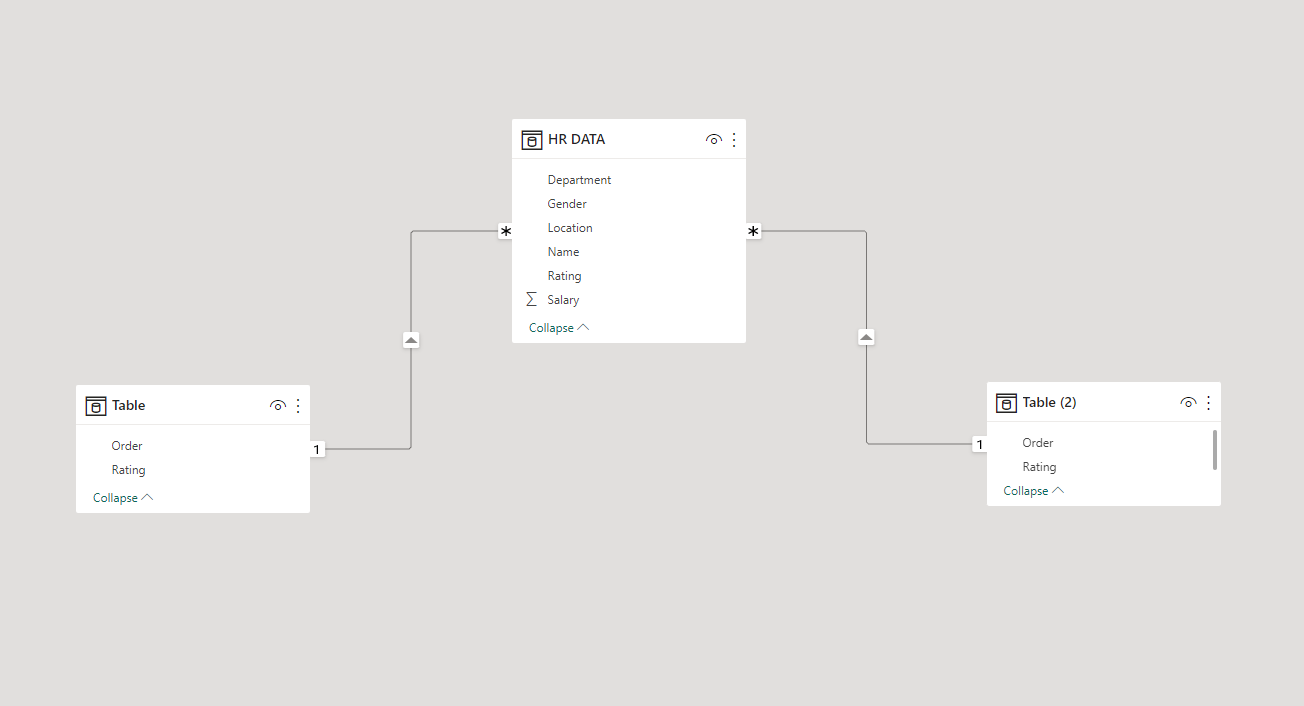 HR DATA
Department
Gender
Location
Name
Rating
Salary
Collapse
*
*
Table
Order
Rating
Collapse
1
Table (2)
Order
Rating
Collapse
1